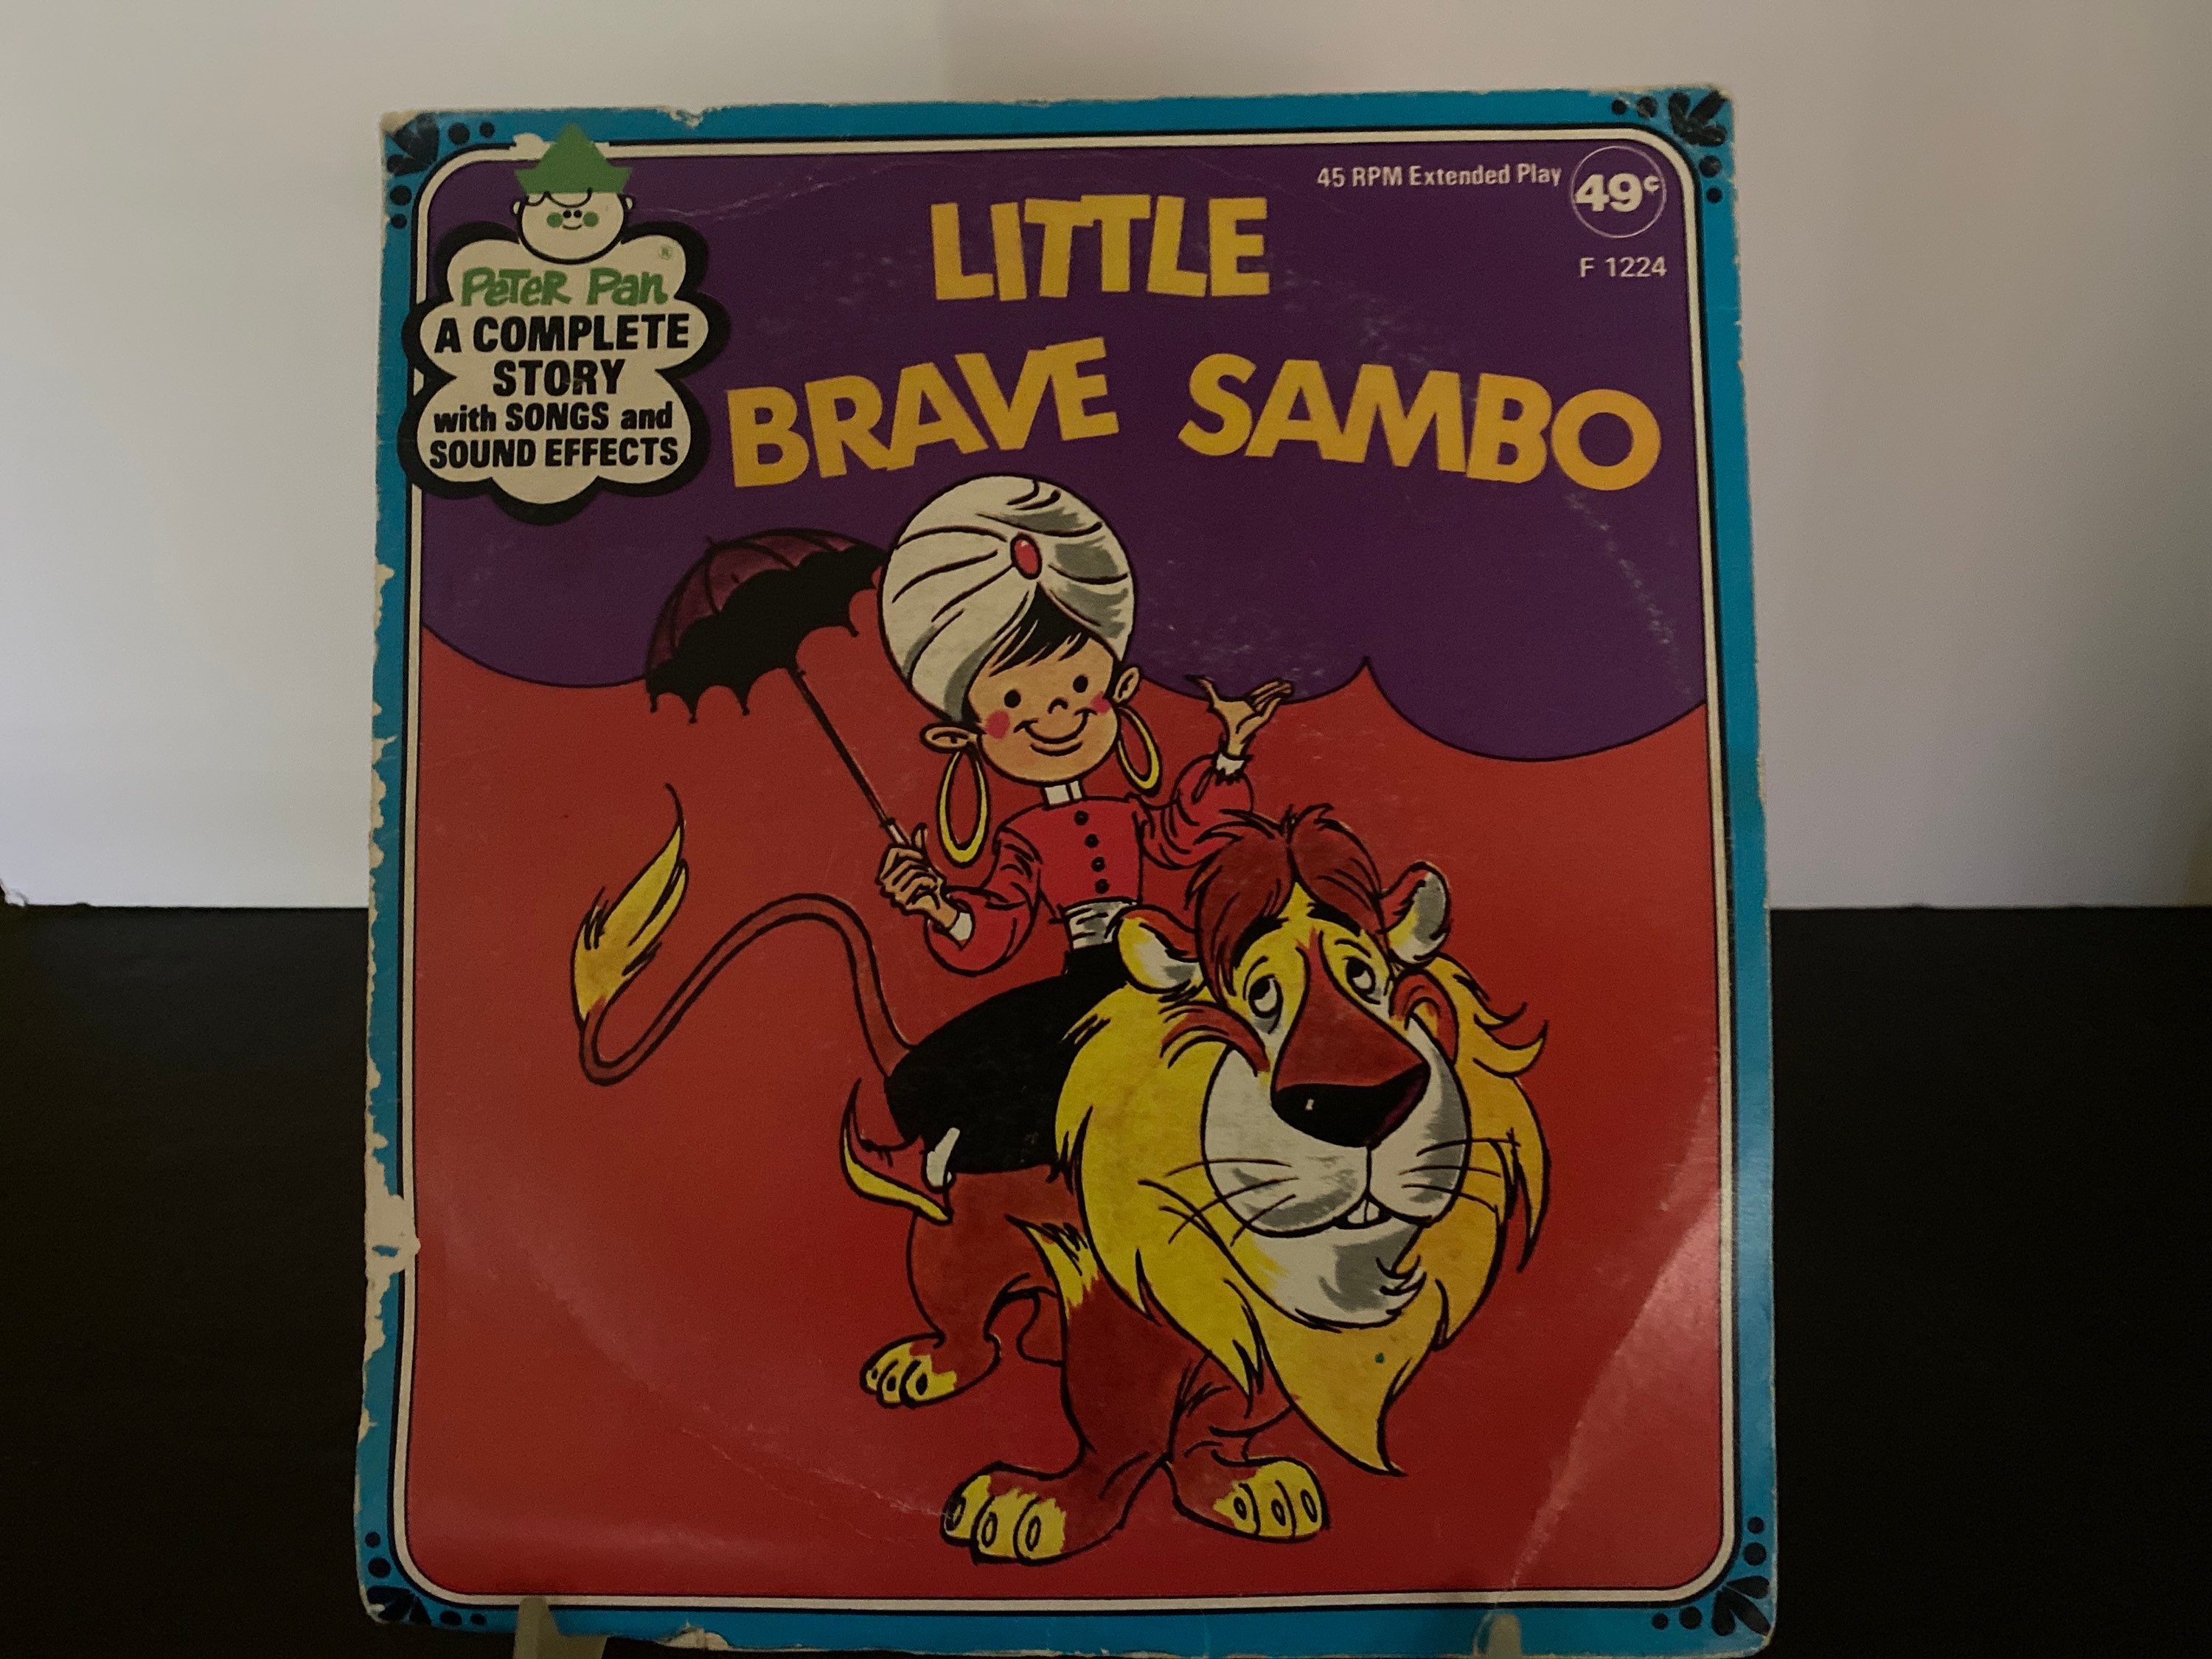 45 RPM Extended Play
49¢
F 1224
LITTLE
BRAVE SAMBO
Peter Pan ®
A COMPLETE
STORY
with SONGS and
SOUND EFFECTS